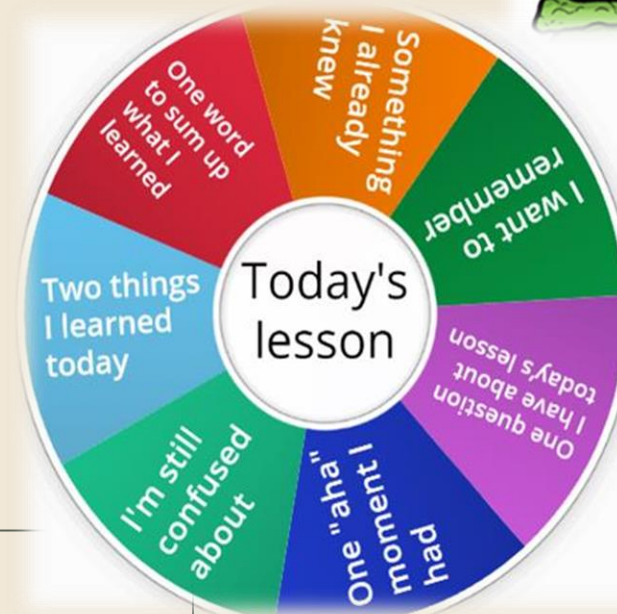 Today's
lesson
Something
I already
knew
I want to
remember
One question
I have about
today's lesson
One "aha"
moment I
had
I'm still
confused
about
Two things
I learned
today
One word
to sum up
what I
learned